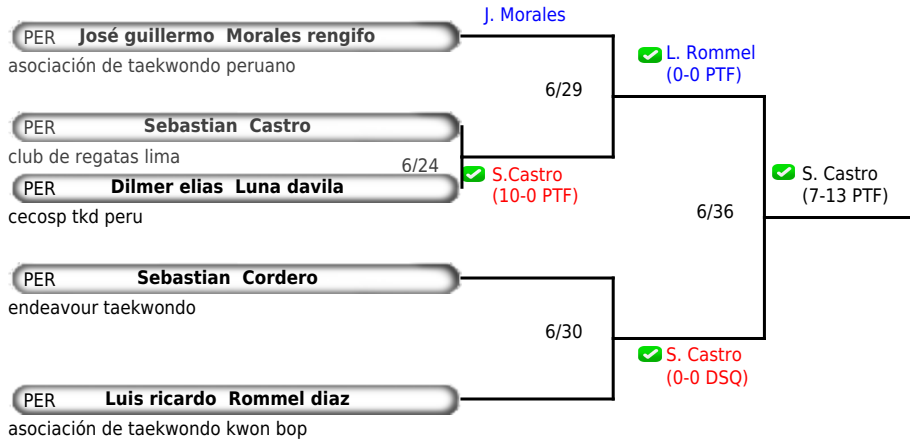 J. Morales
PER José guillermo Morales rengifo
asociación de taekwondo peruano
L. Rommel
(0-0 PTF)
6/29
PER Sebastian Castro
club de regatas lima
6/24
S.Castro
(10-0 PTF)
PER Dilmer elias Luna davila
cecosp tkd peru
S. Castro
(7-13 PTF)
6/36
PER Sebastian Cordero
endeavour taekwondo
6/30
S. Castro
(0-0 DSQ)
PER Luis ricardo Rommel diaz
asociación de taekwondo kwon bop